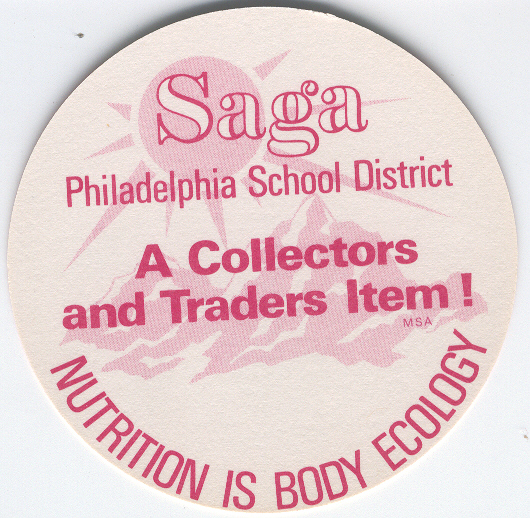 Saga
Philadelphia School District
A Collectors
and Traders Item !
MSA
NUTRITION IS BODY ECOLOGY